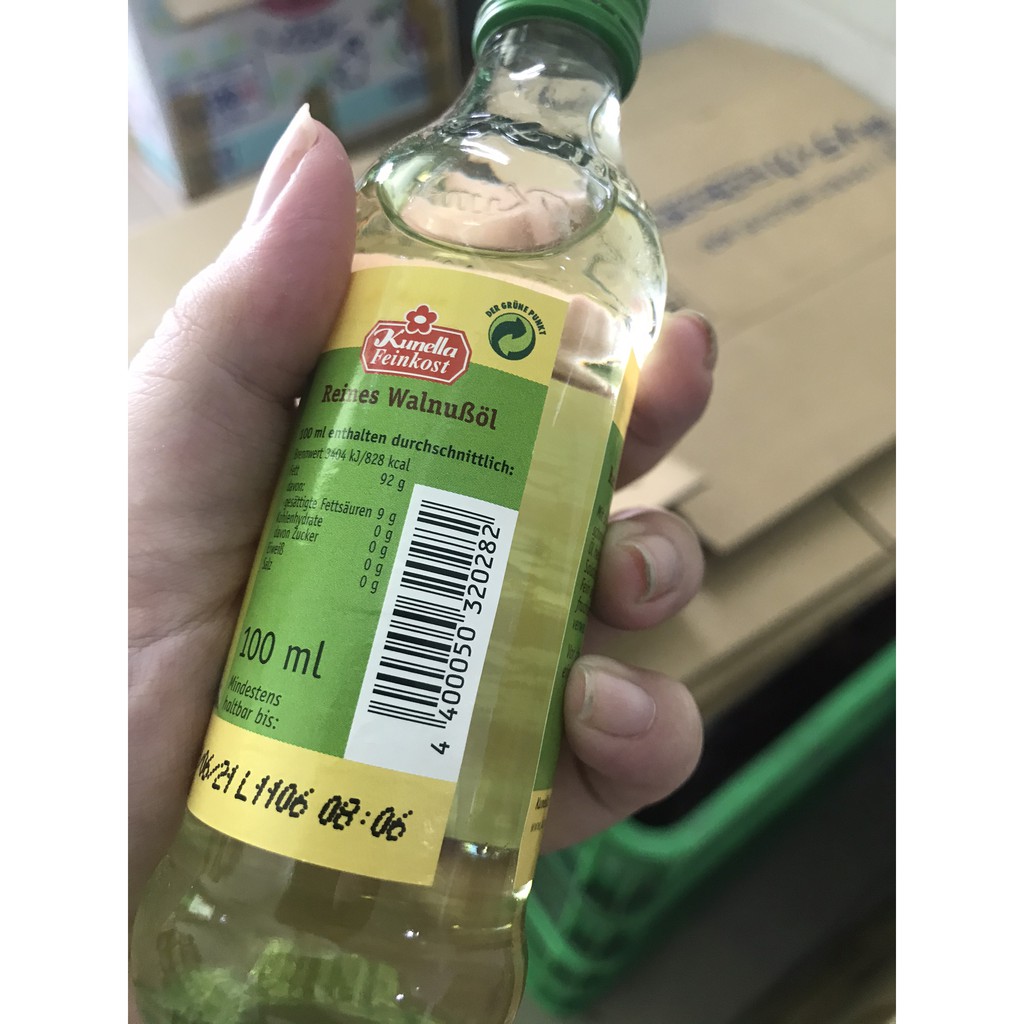 Kunella
Feinkost
DER GRÜNE PUNKT
Reines Walnußöl
100 ml enthalten durchschnittlich:
Brennwert 3404 kJ/828 kcal
Fett 92 g
davon:
gesättigte Fettsäuren 9 g
Kohlenhydrate 0 g
davon Zucker 0 g
Eiweiß 0 g
Salz 0 g
4 400050 320282
100 ml
Mindestens
haltbar bis:
06/21 L1106 08:06